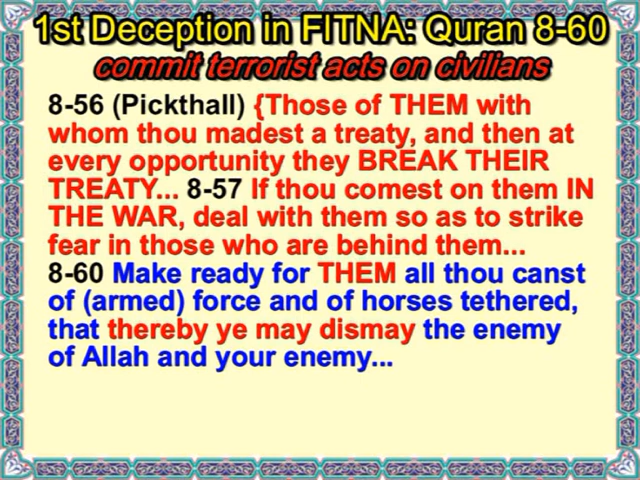 1st Deception in FITNA: Quran 8-60
commit terrorist acts on civilians
8-56 (Pickthall) {Those of THEM with
whom thou madest a treaty, and then at
every opportunity they BREAK THEIR
TREATY... 8-57 If thou comest on them IN
THE WAR, deal with them so as to strike
fear in those who are behind them...
8-60 Make ready for THEM all thou canst
of (armed) force and of horses tethered,
that thereby ye may dismay the enemy
of Allah and your enemy...